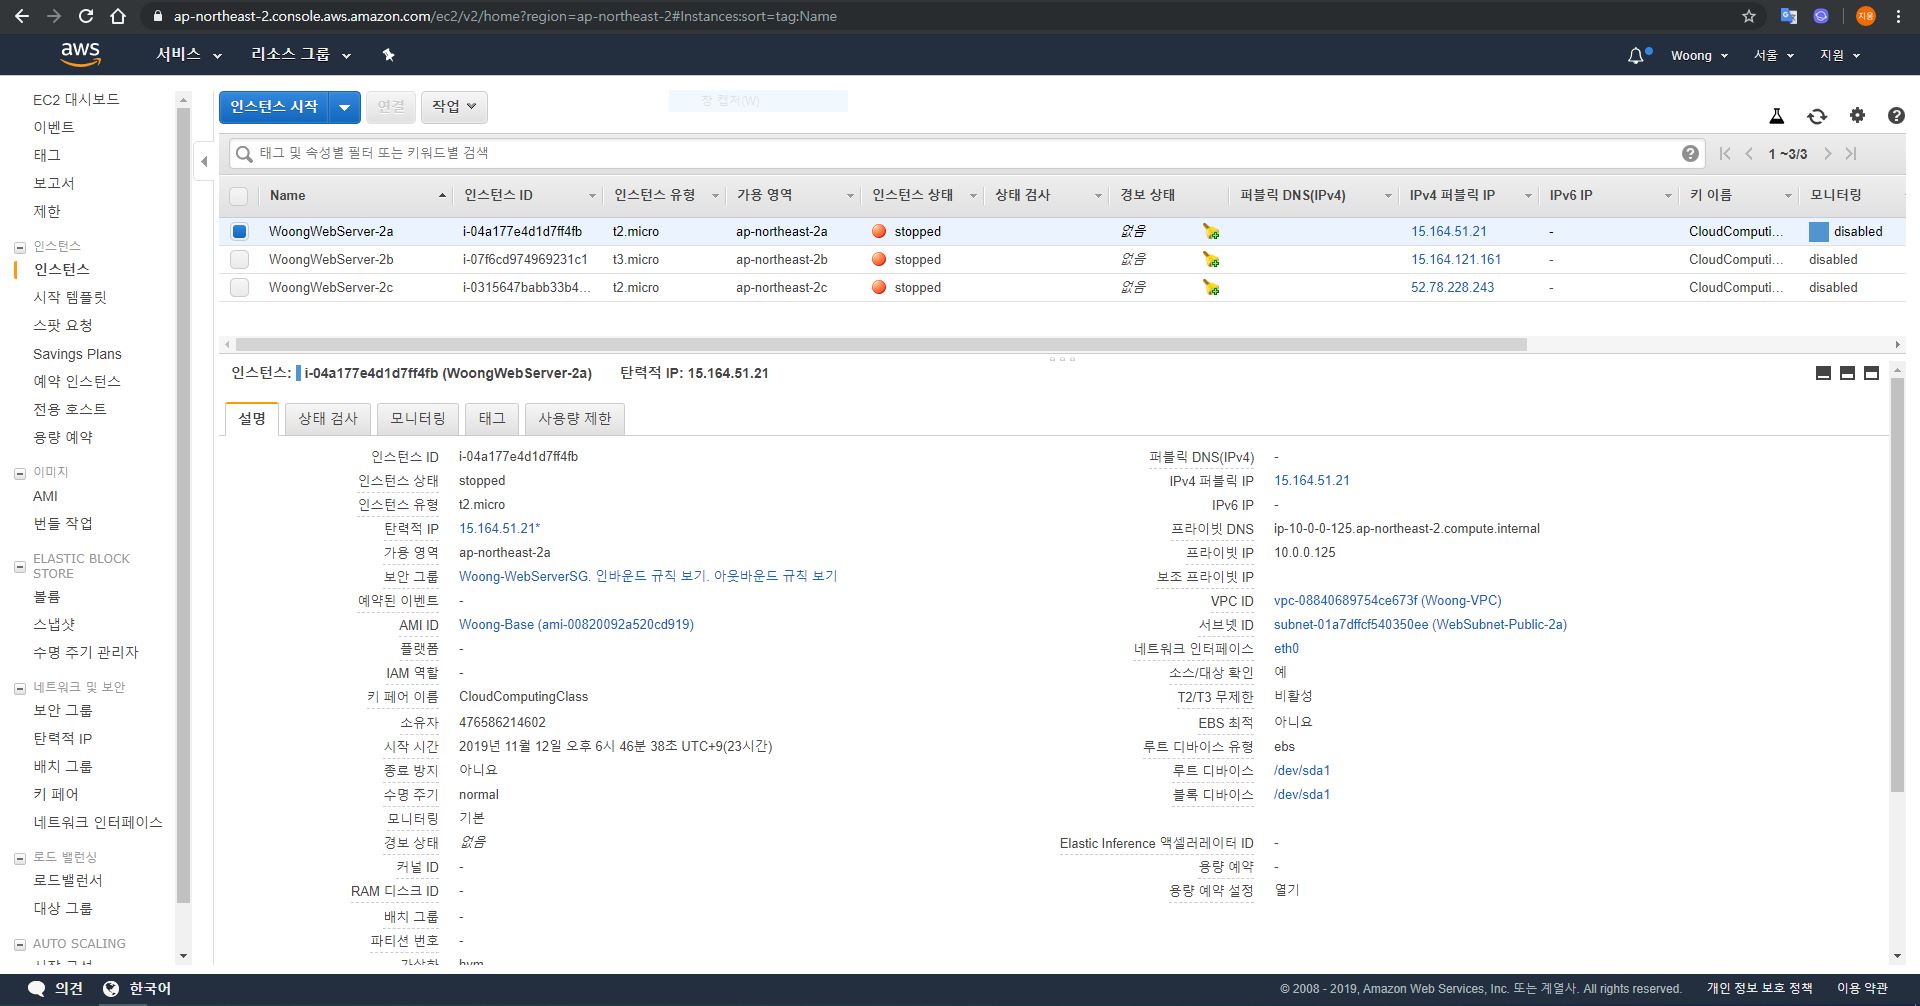 ap-northeast-2.console.aws.amazon.com/ec2/v2/home?region=ap-northeast-2#Instances:sort=tag:Name
지웅
aws 서비스 리소스 그룹 Woong 서울 지원
EC2 대시보드
이벤트
태그
보고서
제한
인스턴스
인스턴스
시작 템플릿
스팟 요청
Savings Plans
예약 인스턴스
전용 호스트
용량 예약
이미지
AMI
번들 작업
ELASTIC BLOCK
STORE
볼륨
스냅샷
수명 주기 관리자
네트워크 및 보안
보안 그룹
탄력적 IP
배치 그룹
키 페어
네트워크 인터페이스
로드 밸런싱
로드밸런서
대상 그룹
AUTO SCALING
시작 구성
인스턴스 시작 연결 작업 창 캡처(W)
태그 및 속성별 필터 또는 키워드별 검색 1 ~3/3
Name 인스턴스 ID 인스턴스 유형 가용 영역 인스턴스 상태 상태 검사 경보 상태 퍼블릭 DNS(IPv4) IPv4 퍼블릭 IP IPv6 IP 키 이름 모니터링
WoongWebServer-2a i-04a177e4d1d7ff4fb t2.micro ap-northeast-2a stopped 없음 15.164.51.21 - CloudComputi... disabled
WoongWebServer-2b i-07f6cd974969231c1 t3.micro ap-northeast-2b stopped 없음 15.164.121.161 - CloudComputi... disabled
WoongWebServer-2c i-0315647babb33b4... t2.micro ap-northeast-2c stopped 없음 52.78.228.243 - CloudComputi... disabled
인스턴스: i-04a177e4d1d7ff4fb (WoongWebServer-2a) 탄력적 IP: 15.164.51.21
설명 상태 검사 모니터링 태그 사용량 제한
인스턴스 ID i-04a177e4d1d7ff4fb
인스턴스 상태 stopped
인스턴스 유형 t2.micro
탄력적 IP 15.164.51.21*
가용 영역 ap-northeast-2a
보안 그룹 Woong-WebServerSG. 인바운드 규칙 보기. 아웃바운드 규칙 보기
예약된 이벤트 -
AMI ID Woong-Base (ami-00820092a520cd919)
플랫폼 -
IAM 역할 -
키 페어 이름 CloudComputingClass
소유자 476586214602
시작 시간 2019년 11월 12일 오후 6시 46분 38초 UTC+9(23시간)
종료 방지 아니요
수명 주기 normal
모니터링 기본
경보 상태 없음
커널 ID -
RAM 디스크 ID -
배치 그룹 -
파티션 번호 -
가상화 hvm
퍼블릭 DNS(IPv4) -
IPv4 퍼블릭 IP 15.164.51.21
IPv6 IP -
프라이빗 DNS ip-10-0-0-125.ap-northeast-2.compute.internal
프라이빗 IP 10.0.0.125
보조 프라이빗 IP
VPC ID vpc-08840689754ce673f (Woong-VPC)
서브넷 ID subnet-01a7dffcf540350ee (WebSubnet-Public-2a)
네트워크 인터페이스 eth0
소스/대상 확인 예
T2/T3 무제한 비활성
EBS 최적 아니요
루트 디바이스 유형 ebs
루트 디바이스 /dev/sda1
블록 디바이스 /dev/sda1
Elastic Inference 액셀러레이터 ID -
용량 예약 -
용량 예약 설정 열기
의견 한국어 © 2008 - 2019, Amazon Web Services, Inc. 또는 계열사. All rights reserved. 개인 정보 보호 정책 이용 약관